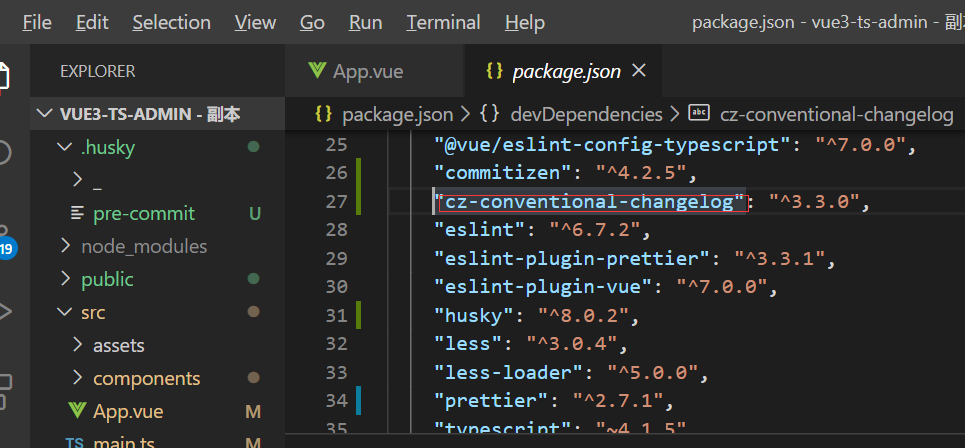 File Edit Selection View Go Run Terminal Help package.json - vue3-ts-admin - 副
EXPLORER
VUE3-TS-ADMIN - 副本
.husky
_
pre-commit U
node_modules
public
src
assets
components
App.vue M
main.ts M
19
App.vue
{} package.json
{} package.json > {} devDependencies > abc cz-conventional-changelog
25 "@vue/eslint-config-typescript": "^7.0.0",
26 "commitizen": "^4.2.5",
27 "cz-conventional-changelog": "^3.3.0",
28 "eslint": "^6.7.2",
29 "eslint-plugin-prettier": "^3.3.1",
30 "eslint-plugin-vue": "^7.0.0",
31 "husky": "^8.0.2",
32 "less": "^3.0.4",
33 "less-loader": "^5.0.0",
34 "prettier": "^2.7.1",
35 "typescript": "~4.1.5"